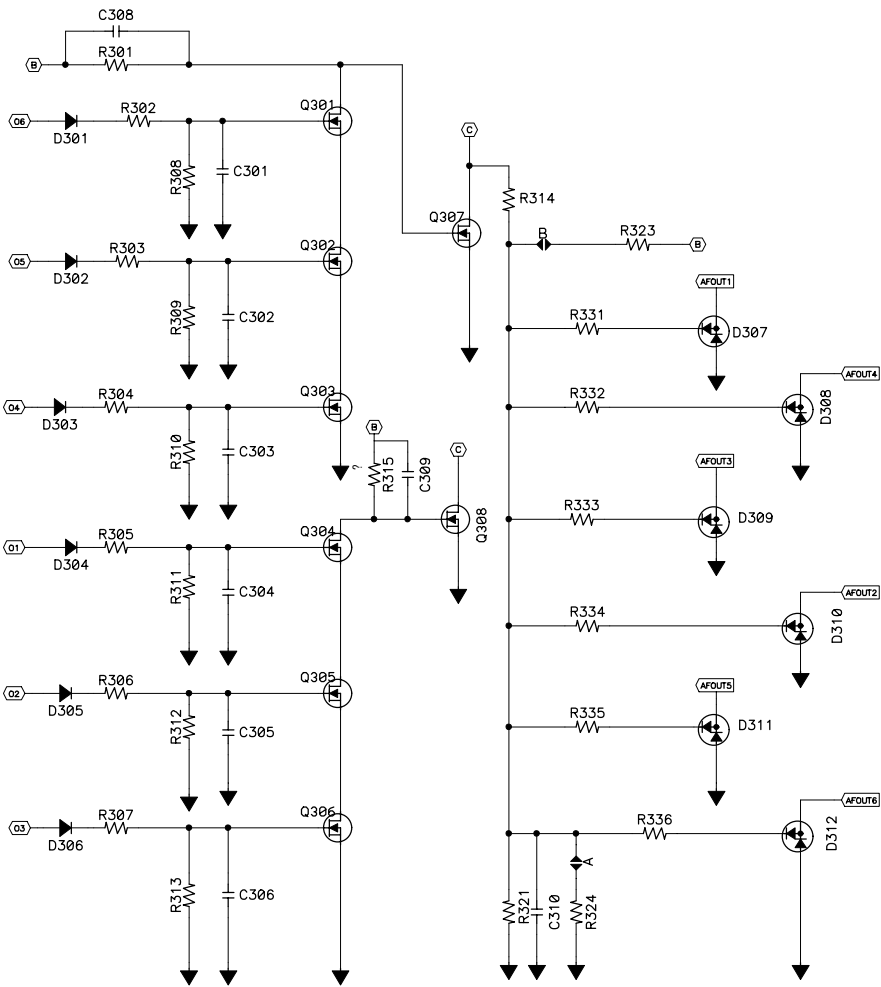 C308
B
R301
Q301
R302
O6
D301
R308
C301
C
R314
Q307
B
R323
B
Q302
R303
O5
D302
R309
C302
AFOUT1
R331
D307
AFOUT4
R332
D308
Q303
R304
O4
D303
R310
C303
B
?
R315
C309
C
Q308
AFOUT3
R333
D309
Q304
R305
O1
D304
R311
C304
AFOUT2
R334
D310
Q305
R306
O2
D305
R312
C305
AFOUT5
R335
D311
Q306
R307
O3
D306
R313
C306
AFOUT6
R336
D312
A
R321
C310
R324